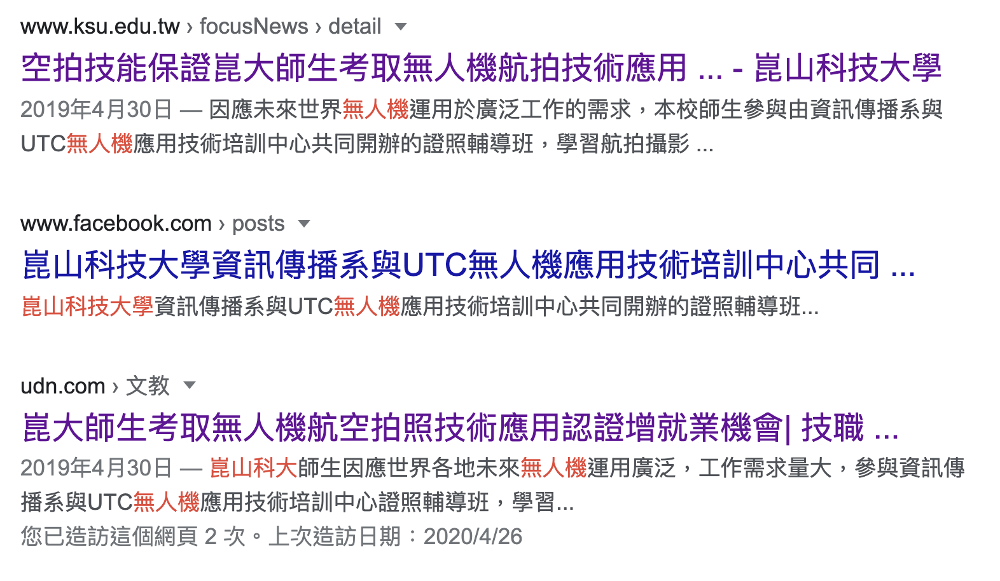 www.ksu.edu.tw › focusNews › detail
空拍技能保證崑大師生考取無人機航拍技術應用 ... - 崑山科技大學
2019年4月30日 — 因應未來世界無人機運用於廣泛工作的需求，本校師生參與由資訊傳播系與
UTC無人機應用技術培訓中心共同開辦的證照輔導班，學習航拍攝影 ...
www.facebook.com › posts
崑山科技大學資訊傳播系與UTC無人機應用技術培訓中心共同 ...
崑山科技大學資訊傳播系與UTC無人機應用技術培訓中心共同開辦的證照輔導班...
udn.com › 文教
崑大師生考取無人機航空拍照技術應用認證增就業機會| 技職 ...
2019年4月30日 — 崑山科大師生因應世界各地未來無人機運用廣泛，工作需求量大，參與資訊傳
播系與UTC無人機應用技術培訓中心證照輔導班，學習...
您已造訪這個網頁 2 次。上次造訪日期：2020/4/26